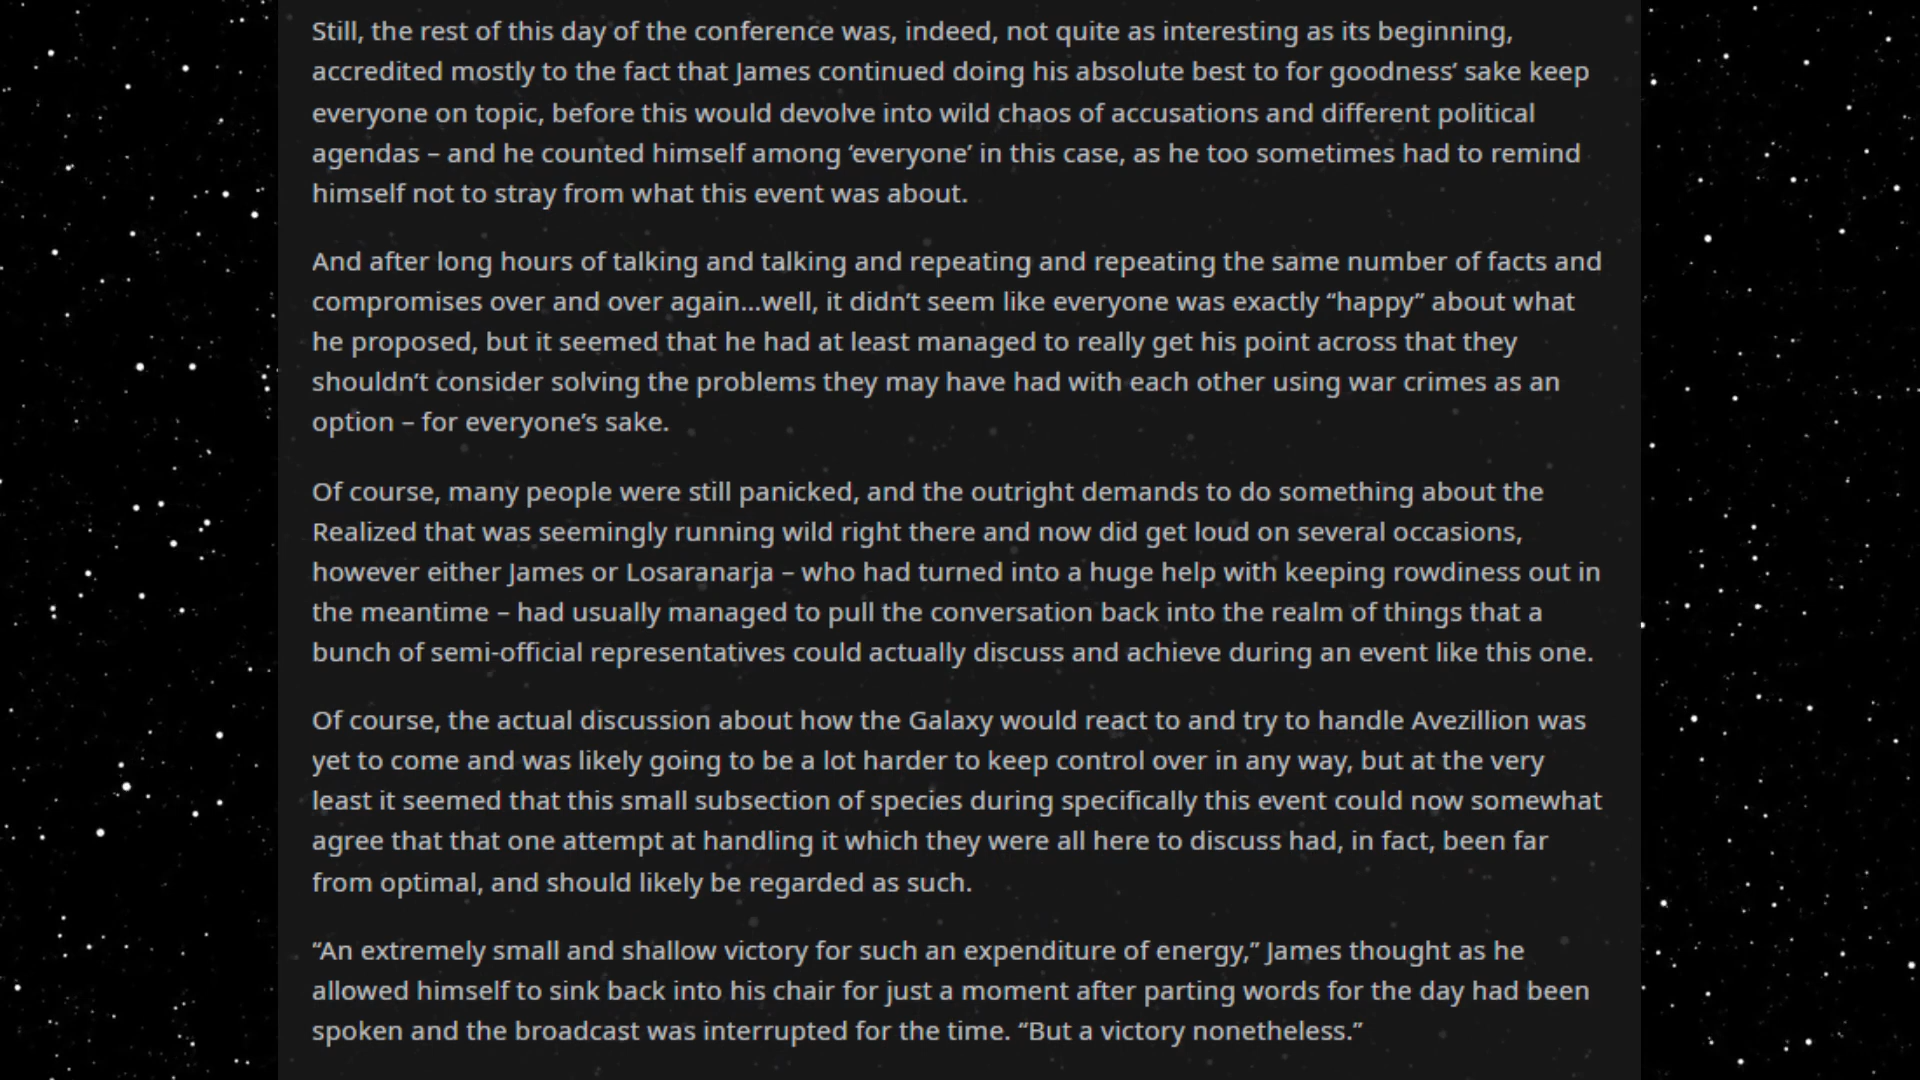 Still, the rest of this day of the conference was, indeed, not quite as interesting as its beginning,
accredited mostly to the fact that James continued doing his absolute best to for goodness’ sake keep
everyone on topic, before this would devolve into wild chaos of accusations and different political
agendas – and he counted himself among ‘everyone’ in this case, as he too sometimes had to remind
himself not to stray from what this event was about.
And after long hours of talking and talking and repeating and repeating the same number of facts and
compromises over and over again…well, it didn’t seem like everyone was exactly “happy” about what
he proposed, but it seemed that he had at least managed to really get his point across that they
shouldn’t consider solving the problems they may have had with each other using war crimes as an
option – for everyone’s sake.
Of course, many people were still panicked, and the outright demands to do something about the
Realized that was seemingly running wild right there and now did get loud on several occasions,
however either James or Losaranarja – who had turned into a huge help with keeping rowdiness out in
the meantime – had usually managed to pull the conversation back into the realm of things that a
bunch of semi-official representatives could actually discuss and achieve during an event like this one.
Of course, the actual discussion about how the Galaxy would react to and try to handle Avezillion was
yet to come and was likely going to be a lot harder to keep control over in any way, but at the very
least it seemed that this small subsection of species during specifically this event could now somewhat
agree that that one attempt at handling it which they were all here to discuss had, in fact, been far
from optimal, and should likely be regarded as such.
“An extremely small and shallow victory for such an expenditure of energy,” James thought as he
allowed himself to sink back into his chair for just a moment after parting words for the day had been
spoken and the broadcast was interrupted for the time. “But a victory nonetheless.”